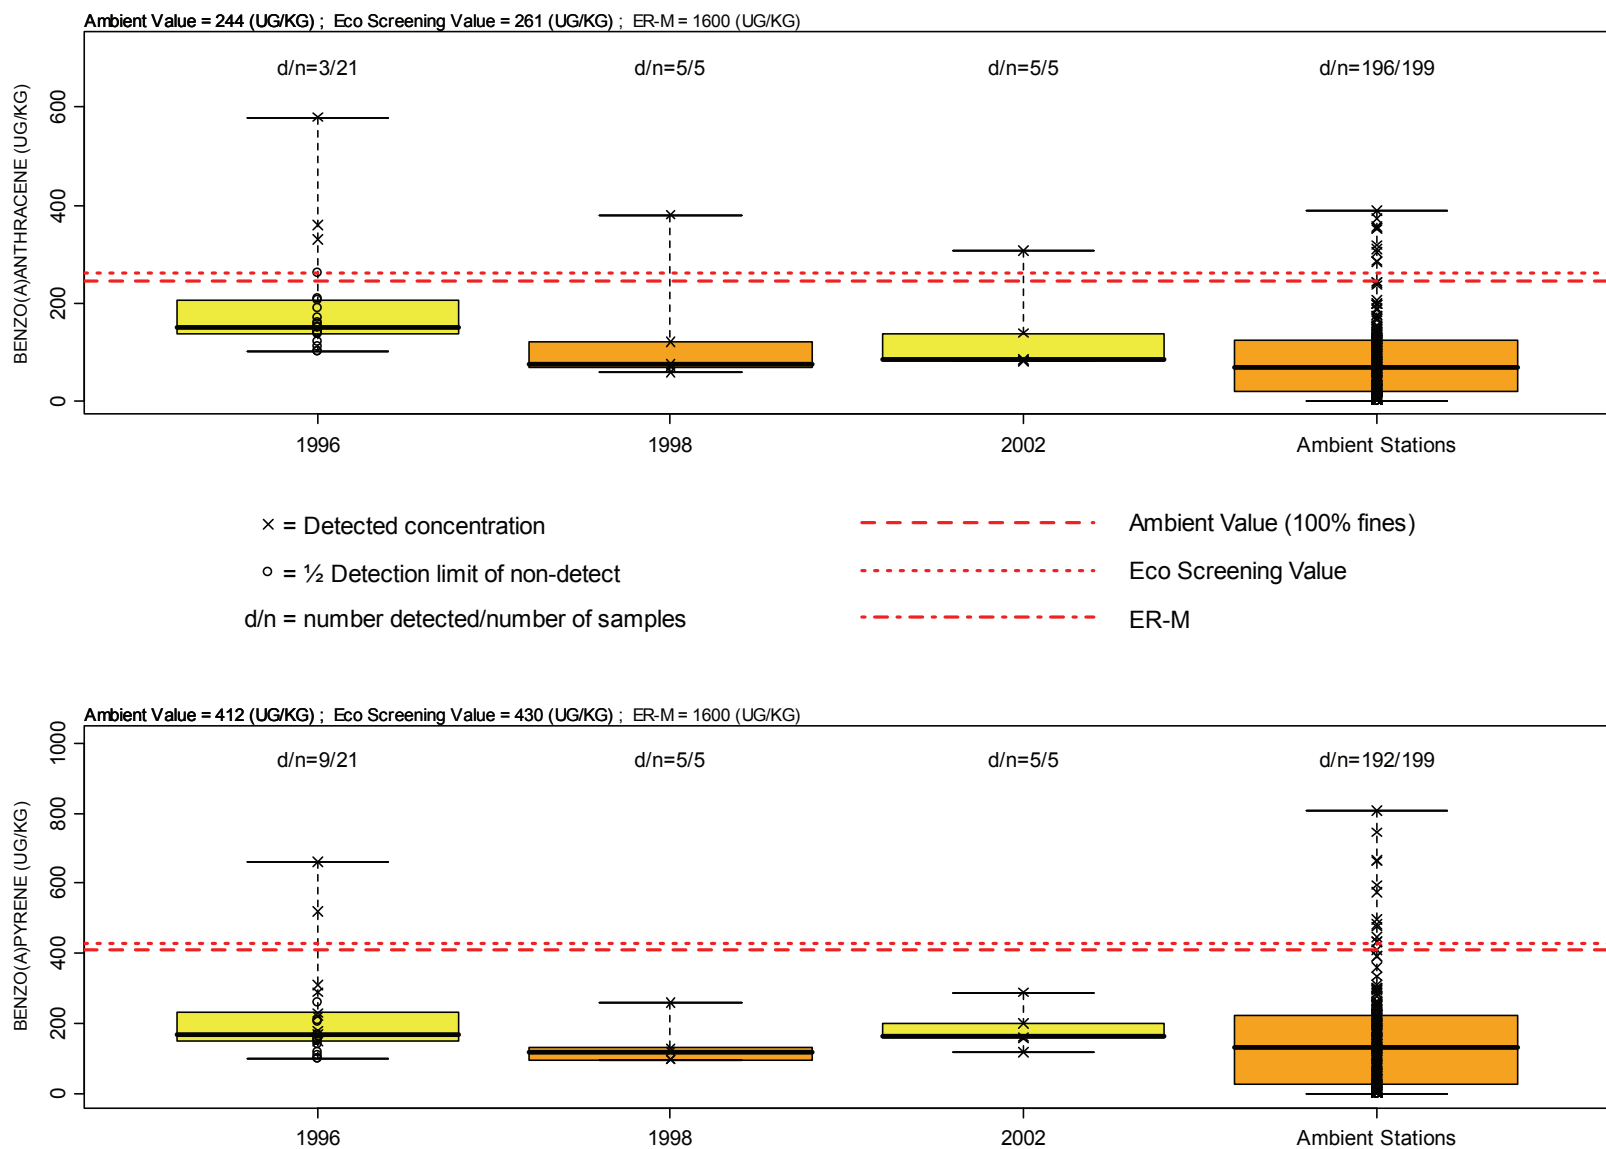 Ambient Value = 244 (UG/KG) ; Eco Screening Value = 261 (UG/KG) ; ER-M = 1600 (UG/KG)
d/n=3/21 d/n=5/5 d/n=5/5 d/n=196/199
BENZO(A)ANTHRACENE (UG/KG)
600
400
200
0
1996 1998 2002 Ambient Stations
× = Detected concentration
o = ½ Detection limit of non-detect
d/n = number detected/number of samples
Ambient Value (100% fines)
Eco Screening Value
ER-M
Ambient Value = 412 (UG/KG) ; Eco Screening Value = 430 (UG/KG) ; ER-M = 1600 (UG/KG)
d/n=9/21 d/n=5/5 d/n=5/5 d/n=192/199
BENZO(A)PYRENE (UG/KG)
1000
800
600
400
200
0
1996 1998 2002 Ambient Stations